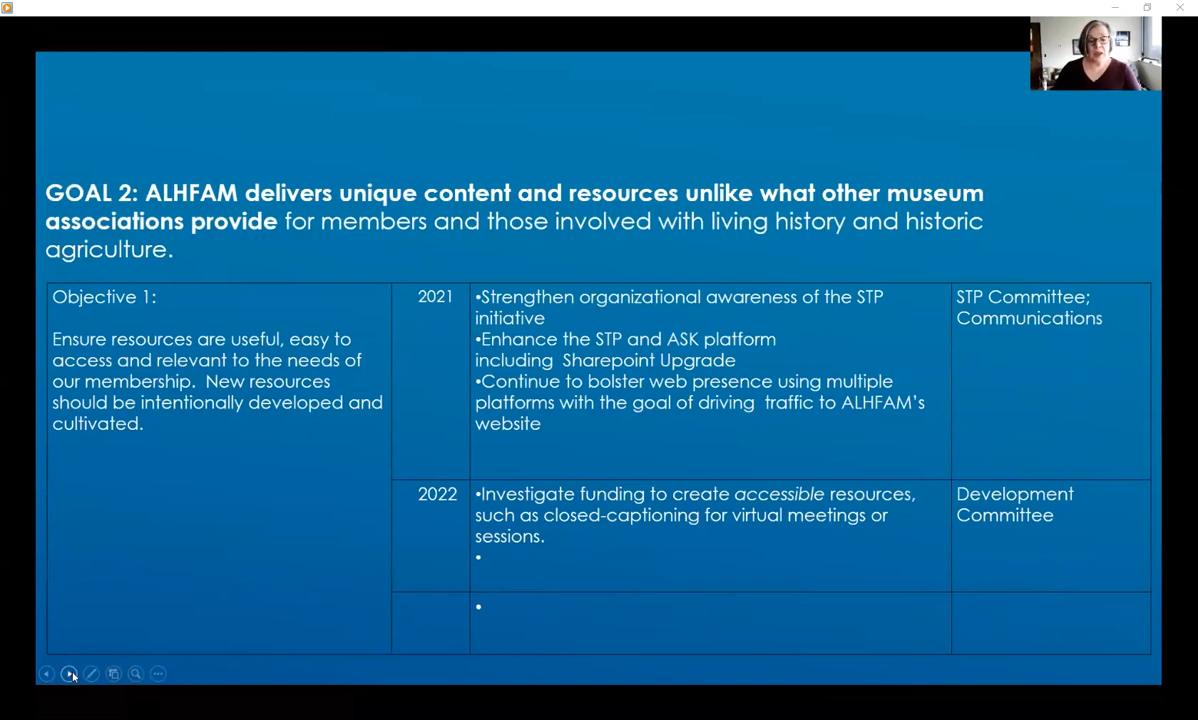 GOAL 2: ALHFAM delivers unique content and resources unlike what other museum
associations provide for members and those involved with living history and historic
agriculture.
Objective 1:
Ensure resources are useful, easy to
access and relevant to the needs of
our membership. New resources
should be intentionally developed and
cultivated.
2021
•Strengthen organizational awareness of the STP
initiative
•Enhance the STP and ASK platform
including Sharepoint Upgrade
•Continue to bolster web presence using multiple
platforms with the goal of driving traffic to ALHFAM’s
website
STP Committee;
Communications
2022
•Investigate funding to create accessible resources,
such as closed-captioning for virtual meetings or
sessions.
•
Development
Committee
•